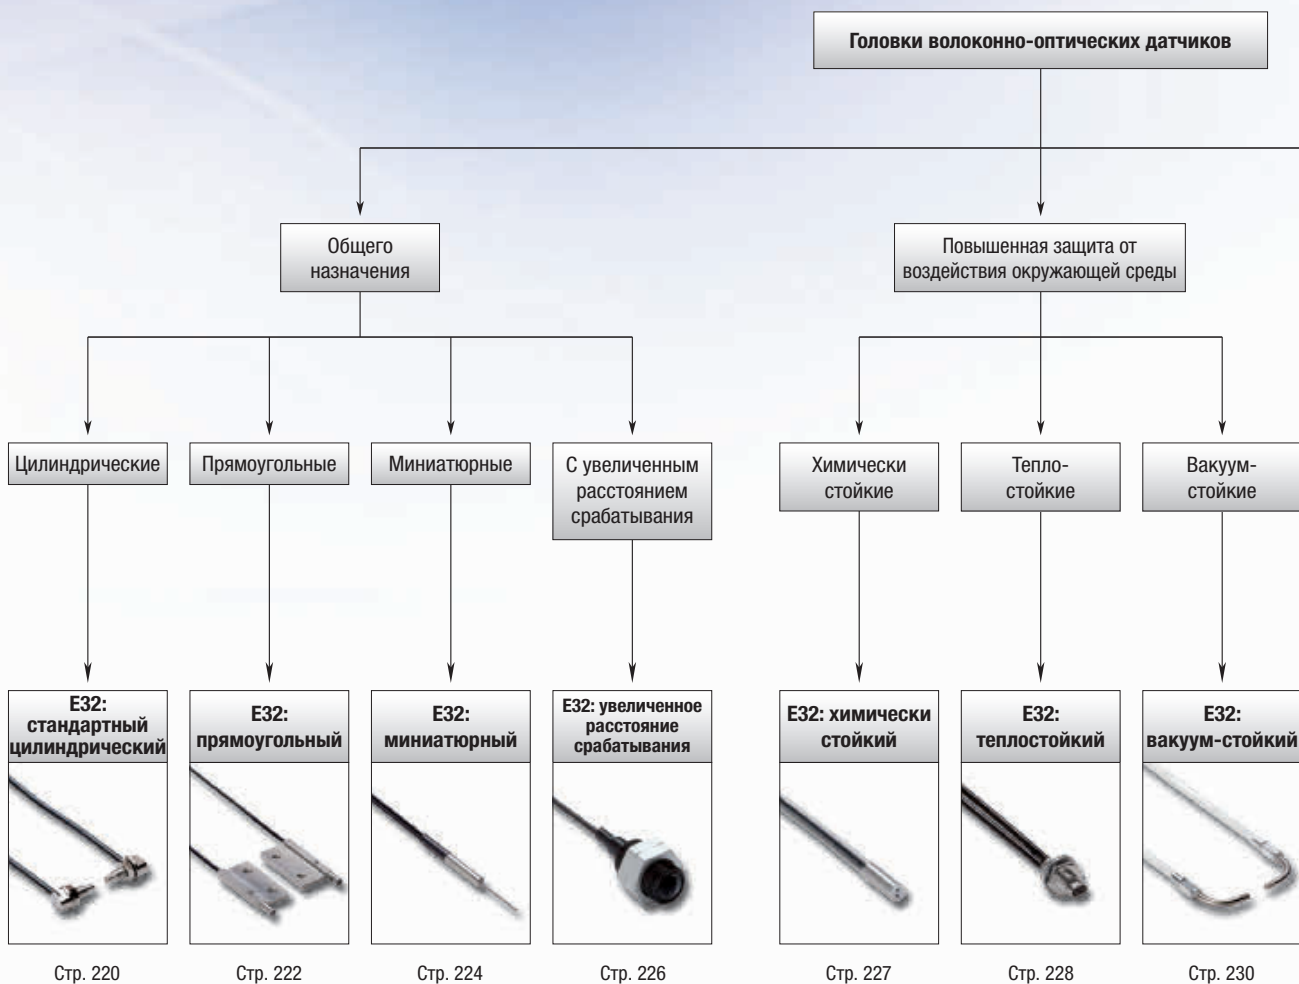 Головки волоконно-оптических датчиков
Общего
назначения
Повышенная защита от
воздействия окружающей среды
Цилиндрические
Прямоугольные
Миниатюрные
С увеличенным
расстоянием
срабатывания
Химически
стойкие
Тепло-
стойкие
Вакуум-
стойкие
E32:
стандартный
цилиндрический
E32:
прямоугольный
E32:
миниатюрный
E32: увеличенное
расстояние
срабатывания
E32: химически
стойкий
E32:
теплостойкий
E32:
вакуум-стойкий
Стр. 220
Стр. 222
Стр. 224
Стр. 226
Стр. 227
Стр. 228
Стр. 230